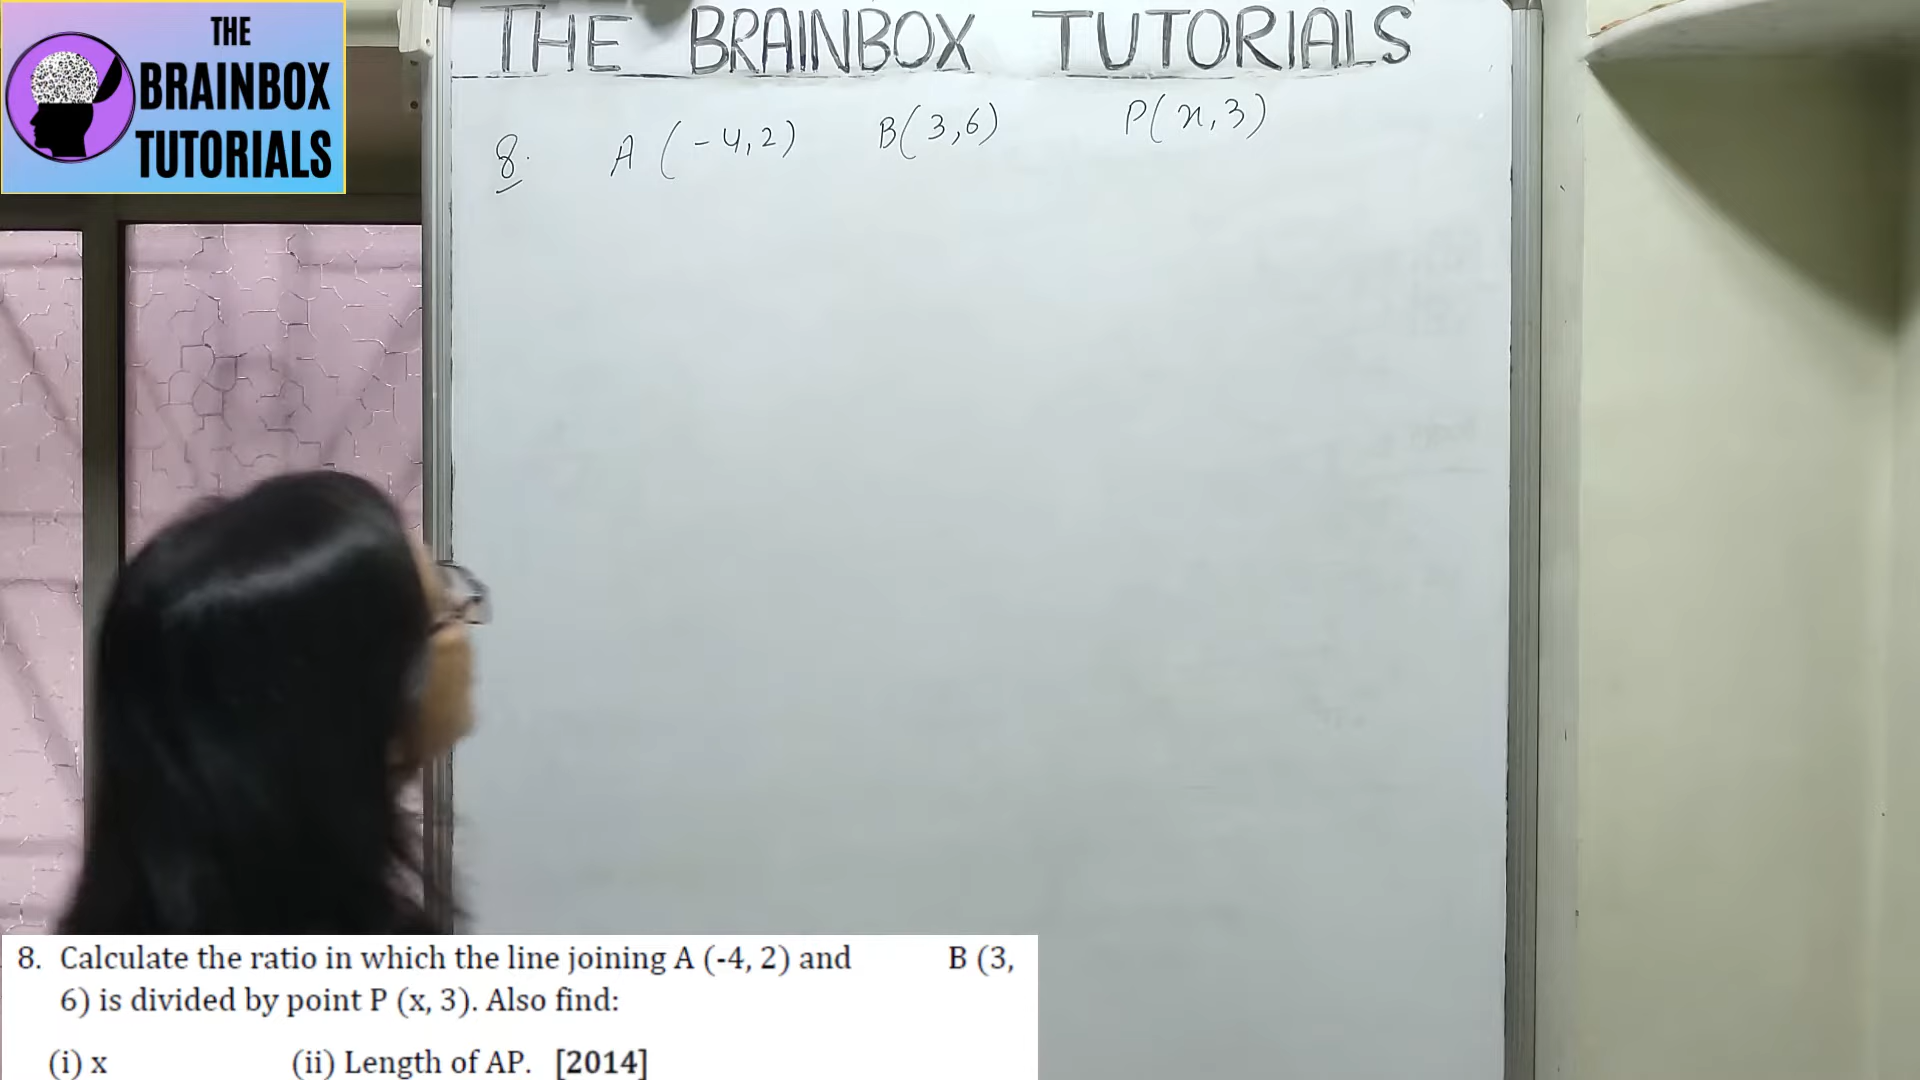 THE
BRAINBOX
TUTORIALS
THE BRAINBOX TUTORIALS
8. A (-4,2) B(3,6) P(x,3)
8. Calculate the ratio in which the line joining A (-4, 2) and B (3,
6) is divided by point P (x, 3). Also find:
(i) x (ii) Length of AP. [2014]